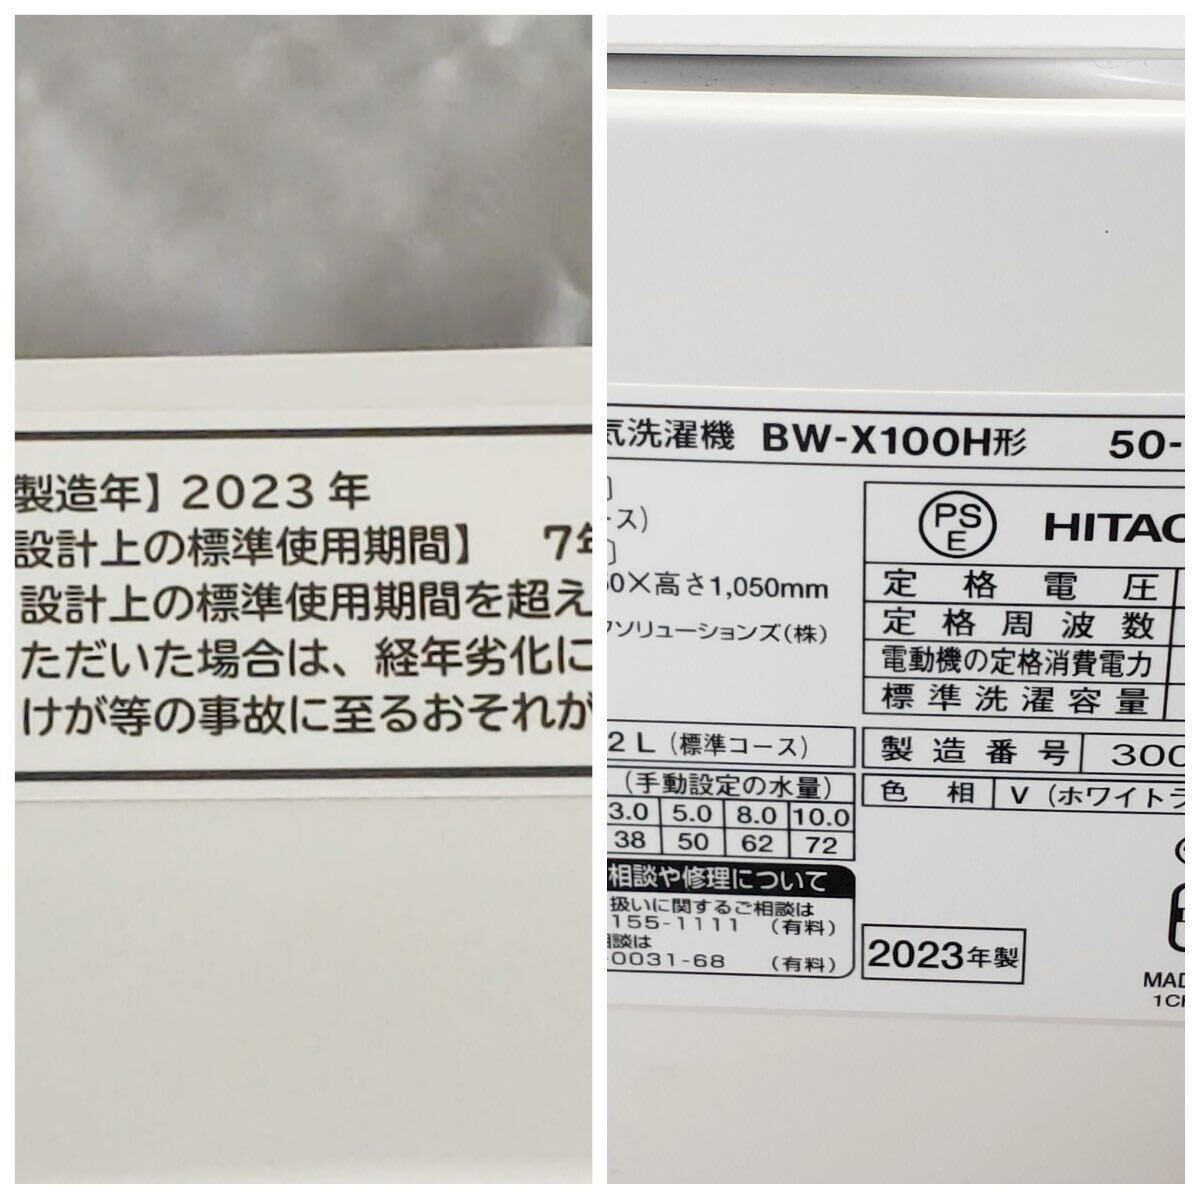 製造年】2023年
設計上の標準使用期間】 7年
設計上の標準使用期間を超え
ただいた場合は、経年劣化に
けが等の事故に至るおそれが
気洗濯機 BW-X100H形 50-
ース)
50×高さ1,050mm
ソリューションズ(株)
2L(標準コース)
(手動設定の水量)
3.0 5.0 8.0 10.0
38 50 62 72
相談や修理について
扱いに関するご相談は
155-1111 (有料)
相談は
-0031-68 (有料)
PS
E
HITAC
定格電圧
定格周波数
電動機の定格消費電力
標準洗濯容量
製造番号 300
色相 V (ホワイトラ
2023年製
MAD
1CH